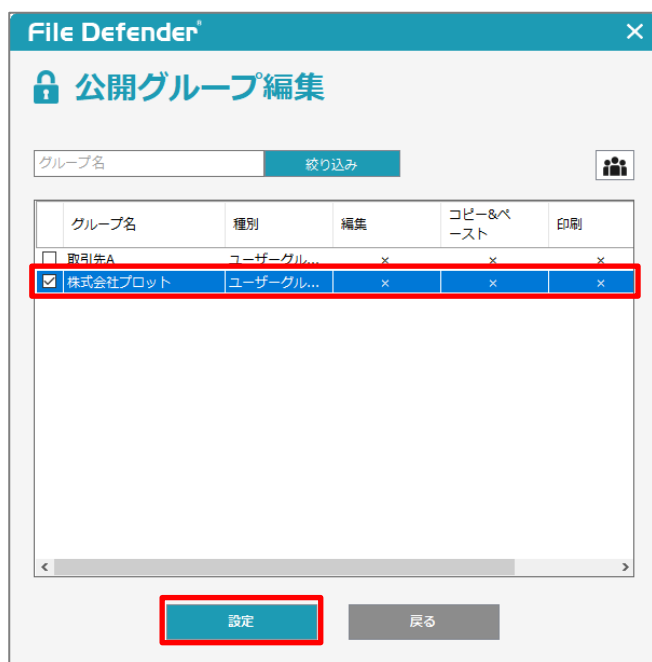 File Defender®
公開グループ編集
グループ名 絞り込み
グループ名 種別 編集 コピー&ペ 印刷
ースト
取引先A ユーザーグル... × × ×
株式会社プロット ユーザーグル... × × ×
設定 戻る